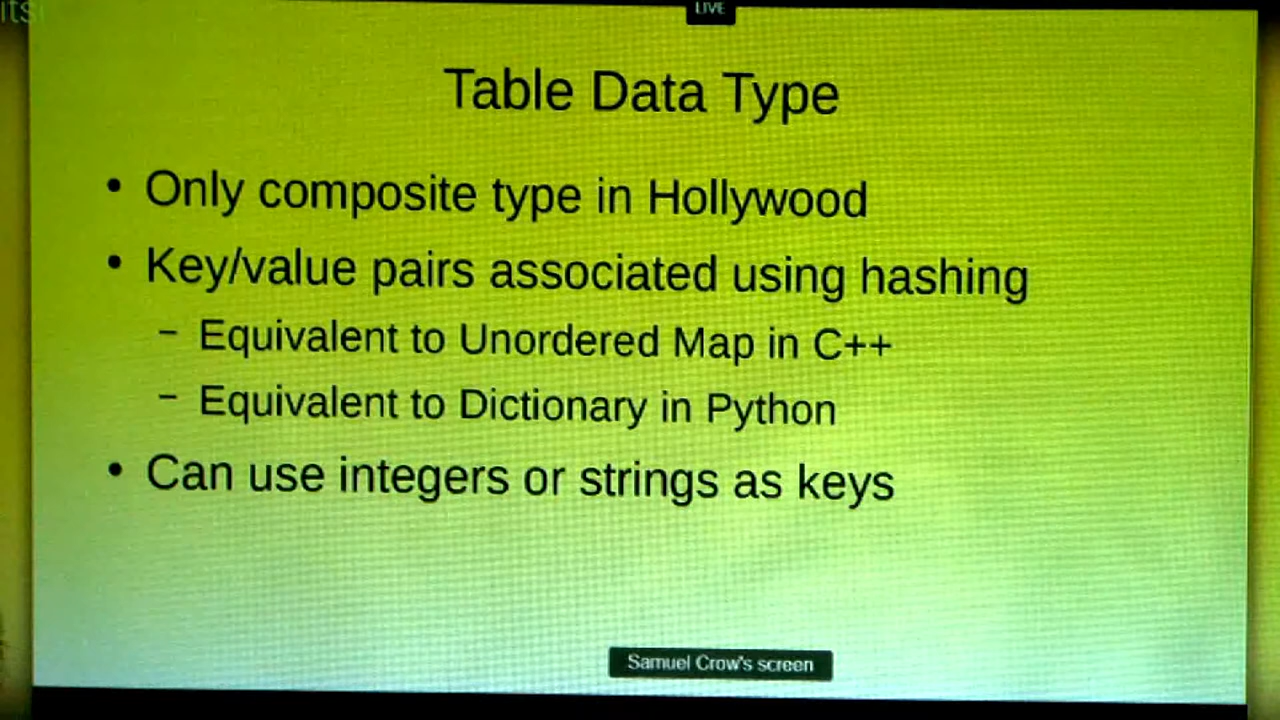 LIVE
Table Data Type
• Only composite type in Hollywood
• Key/value pairs associated using hashing
– Equivalent to Unordered Map in C++
– Equivalent to Dictionary in Python
• Can use integers or strings as keys
Samuel Crow's screen